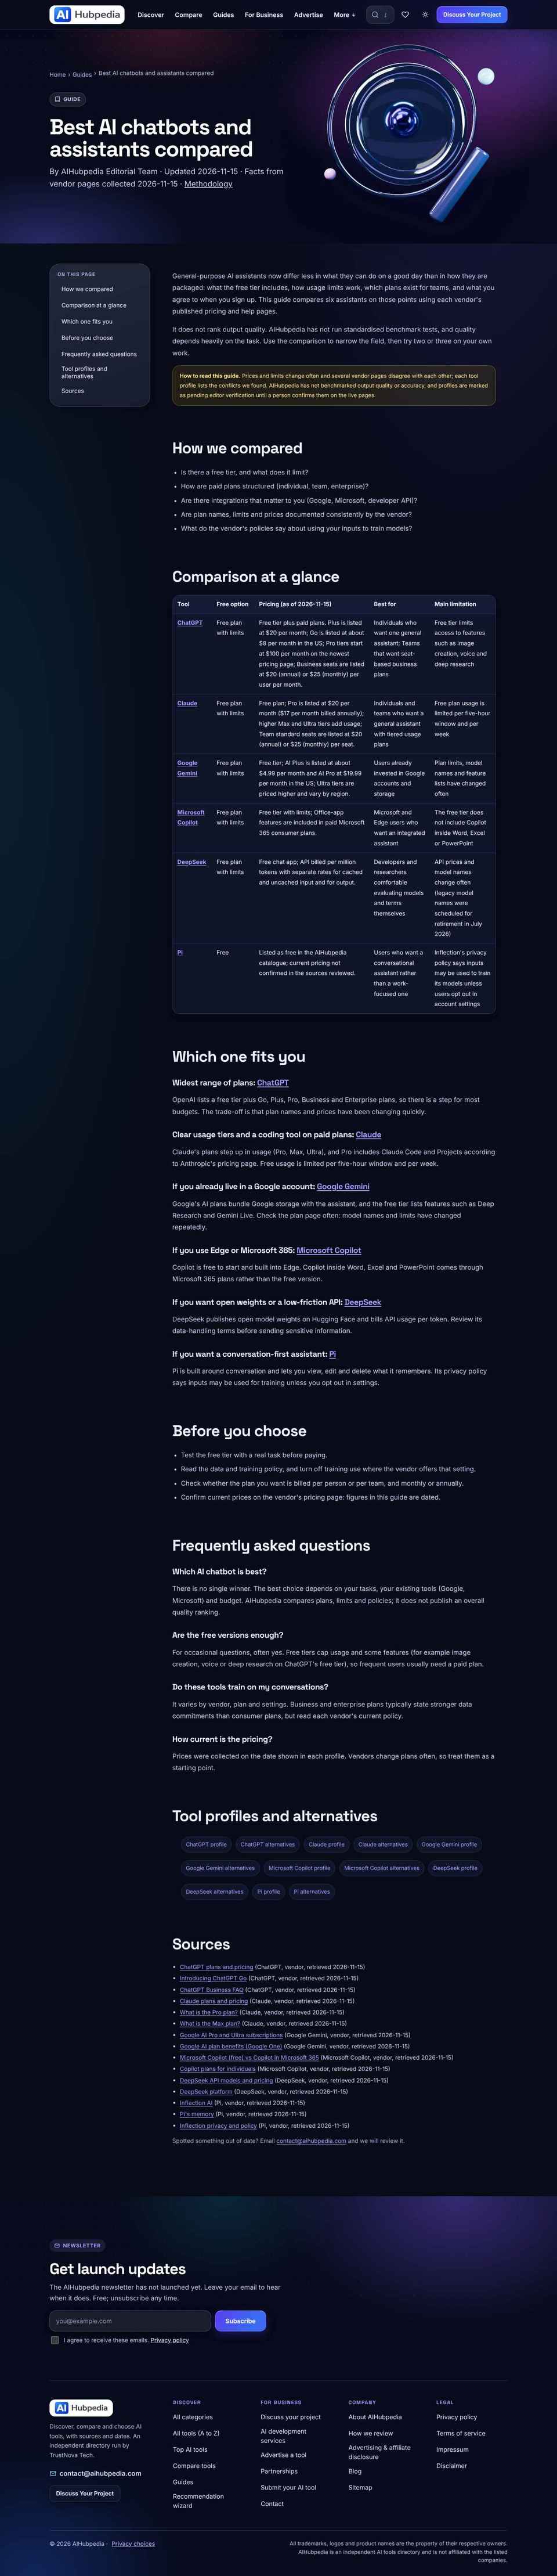 AI Hubpedia
Discover
Compare
Guides
For Business
Advertise
More +
Discuss Your Project
Home › Guides › Best AI chatbots and assistants compared
GUIDE
Best AI chatbots and
assistants compared
By AIHubpedia Editorial Team · Updated 2026-11-15 · Facts from
vendor pages collected 2026-11-15 · Methodology
ON THIS PAGE
How we compared
Comparison at a glance
Which one fits you
Before you choose
Frequently asked questions
Tool profiles and
alternatives
Sources
General-purpose AI assistants now differ less in what they can do on a good day than in how they are
packaged: what the free tier includes, how usage limits work, which plans exist for teams, and what you
agree to when you sign up. This guide compares six assistants on those points using each vendor's
published pricing and help pages.
It does not rank output quality. AIHubpedia has not run standardised benchmark tests, and quality
depends heavily on the task. Use the comparison to narrow the field, then try two or three on your own
work.
How to read this guide. Prices and limits change often and several vendor pages disagree with each other; each tool
profile lists the conflicts we found. AIHubpedia has not benchmarked output quality or accuracy, and profiles are marked
as pending editor verification until a person confirms them on the live pages.
How we compared
• Is there a free tier, and what does it limit?
• How are paid plans structured (individual, team, enterprise)?
• Are there integrations that matter to you (Google, Microsoft, developer API)?
• Are plan names, limits and prices documented consistently by the vendor?
• What do the vendor's policies say about using your inputs to train models?
Comparison at a glance
Tool
Free option
Pricing (as of 2026-11-15)
Best for
Main limitation
ChatGPT
Free plan
with limits
Free tier plus paid plans. Plus is listed
at $20 per month; Go is listed at about
$8 per month in the US; Pro tiers start
at $100 per month on the newest
pricing page; Business seats are listed
at $20 (annual) or $25 (monthly) per
user per month.
Individuals who
want one general
assistant; Teams
that want seat-
based business
plans
Free tier limits
access to features
such as image
creation, voice and
deep research
Claude
Free plan
with limits
Free plan; Pro is listed at $20 per
month ($17 per month billed annually);
higher Max and Ultra tiers add usage;
Team standard seats are listed at $20
(annual) or $25 (monthly) per seat.
Individuals and
teams who want a
general assistant
with tiered usage
plans
Free plan usage is
limited per five-hour
window and per
week
Google
Gemini
Free plan
with limits
Free tier; AI Plus is listed at about
$4.99 per month and AI Pro at $19.99
per month in the US; Ultra tiers are
priced higher and vary by region.
Users already
invested in Google
accounts and
storage
Plan limits, model
names and feature
lists have changed
often
Microsoft
Copilot
Free plan
with limits
Free tier with limits; Office-app
features are included in paid Microsoft
365 consumer plans.
Microsoft and
Edge users who
want an integrated
assistant
The free tier does
not include Copilot
inside Word, Excel
or PowerPoint
DeepSeek
Free plan
with limits
Free chat app; API billed per million
tokens with separate rates for cached
and uncached input and for output.
Developers and
researchers
comfortable
evaluating models
and terms
themselves
API prices and
model names
change often
(legacy model
names were
scheduled for
retirement in July
2026)
Pi
Free
Listed as free in the AIHubpedia
catalogue; current pricing not
confirmed in the sources reviewed.
Users who want a
conversational
assistant rather
than a work-
focused one
Inflection's privacy
policy says inputs
may be used to train
its models unless
users opt out in
account settings
Which one fits you
Widest range of plans: ChatGPT
OpenAI lists a free tier plus Go, Plus, Pro, Business and Enterprise plans, so there is a step for most
budgets. The trade-off is that plan names and prices have been changing quickly.
Clear usage tiers and a coding tool on paid plans: Claude
Claude's plans step up in usage (Pro, Max, Ultra), and Pro includes Claude Code and Projects according
to Anthropic's pricing page. Free usage is limited per five-hour window and per week.
If you already live in a Google account: Google Gemini
Google's AI plans bundle Google storage with the assistant, and the free tier lists features such as Deep
Research and Gemini Live. Check the plan page often: model names and limits have changed
repeatedly.
If you use Edge or Microsoft 365: Microsoft Copilot
Copilot is free to start and built into Edge. Copilot inside Word, Excel and PowerPoint comes through
Microsoft 365 plans rather than the free version.
If you want open weights or a low-friction API: DeepSeek
DeepSeek publishes open model weights on Hugging Face and bills API usage per token. Review its
data-handling terms before sending sensitive information.
If you want a conversation-first assistant: Pi
Pi is built around conversation and lets you view, edit and delete what it remembers. Its privacy policy
says inputs may be used for training unless you opt out in settings.
Before you choose
• Test the free tier with a real task before paying.
• Read the data and training policy, and turn off training use where the vendor offers that setting.
• Check whether the plan you want is billed per person or per team, and monthly or annually.
• Confirm current prices on the vendor's pricing page: figures in this guide are dated.
Frequently asked questions
Which AI chatbot is best?
There is no single winner. The best choice depends on your tasks, your existing tools (Google,
Microsoft) and budget. AIHubpedia compares plans, limits and policies; it does not publish an overall
quality ranking.
Are the free versions enough?
For occasional questions, often yes. Free tiers cap usage and some features (for example image
creation, voice or deep research on ChatGPT's free tier), so frequent users usually need a paid plan.
Do these tools train on my conversations?
It varies by vendor, plan and settings. Business and enterprise plans typically state stronger data
commitments than consumer plans, but read each vendor's current policy.
How current is the pricing?
Prices were collected on the date shown in each profile. Vendors change plans often, so treat them as a
starting point.
Tool profiles and alternatives
ChatGPT profile
ChatGPT alternatives
Claude profile
Claude alternatives
Google Gemini profile
Google Gemini alternatives
Microsoft Copilot profile
Microsoft Copilot alternatives
DeepSeek profile
DeepSeek alternatives
Pi profile
Pi alternatives
Sources
• ChatGPT plans and pricing (ChatGPT, vendor, retrieved 2026-11-15)
• Introducing ChatGPT Go (ChatGPT, vendor, retrieved 2026-11-15)
• ChatGPT Business FAQ (ChatGPT, vendor, retrieved 2026-11-15)
• Claude plans and pricing (Claude, vendor, retrieved 2026-11-15)
• What is the Pro plan? (Claude, vendor, retrieved 2026-11-15)
• What is the Max plan? (Claude, vendor, retrieved 2026-11-15)
• Google AI Pro and Ultra subscriptions (Google Gemini, vendor, retrieved 2026-11-15)
• Google AI plan benefits (Google One) (Google Gemini, vendor, retrieved 2026-11-15)
• Microsoft Copilot (free) vs Copilot in Microsoft 365 (Microsoft Copilot, vendor, retrieved 2026-11-15)
• Copilot plans for individuals (Microsoft Copilot, vendor, retrieved 2026-11-15)
• DeepSeek API models and pricing (DeepSeek, vendor, retrieved 2026-11-15)
• DeepSeek platform (DeepSeek, vendor, retrieved 2026-11-15)
• Inflection AI (Pi, vendor, retrieved 2026-11-15)
• Pi's memory (Pi, vendor, retrieved 2026-11-15)
• Inflection privacy and policy (Pi, vendor, retrieved 2026-11-15)
Spotted something out of date? Email contact@aihubpedia.com and we will review it.
NEWSLETTER
Get launch updates
The AIHubpedia newsletter has not launched yet. Leave your email to hear
when it does. Free; unsubscribe any time.
you@example.com
Subscribe
I agree to receive these emails. Privacy policy
AI Hubpedia
Discover, compare and choose AI
tools, with sources and dates. An
independent directory run by
TrustNova Tech.
contact@aihubpedia.com
Discuss Your Project
DISCOVER
All categories
All tools (A to Z)
Top AI tools
Compare tools
Guides
Recommendation
wizard
FOR BUSINESS
Discuss your project
AI development
services
Advertise a tool
Partnerships
Submit your AI tool
Contact
COMPANY
About AIHubpedia
How we review
Advertising & affiliate
disclosure
Blog
Sitemap
LEGAL
Privacy policy
Terms of service
Impressum
Disclaimer
© 2026 AIHubpedia · Privacy choices
All trademarks, logos and product names are the property of their respective owners.
AIHubpedia is an independent AI tools directory and is not affiliated with the listed
companies.